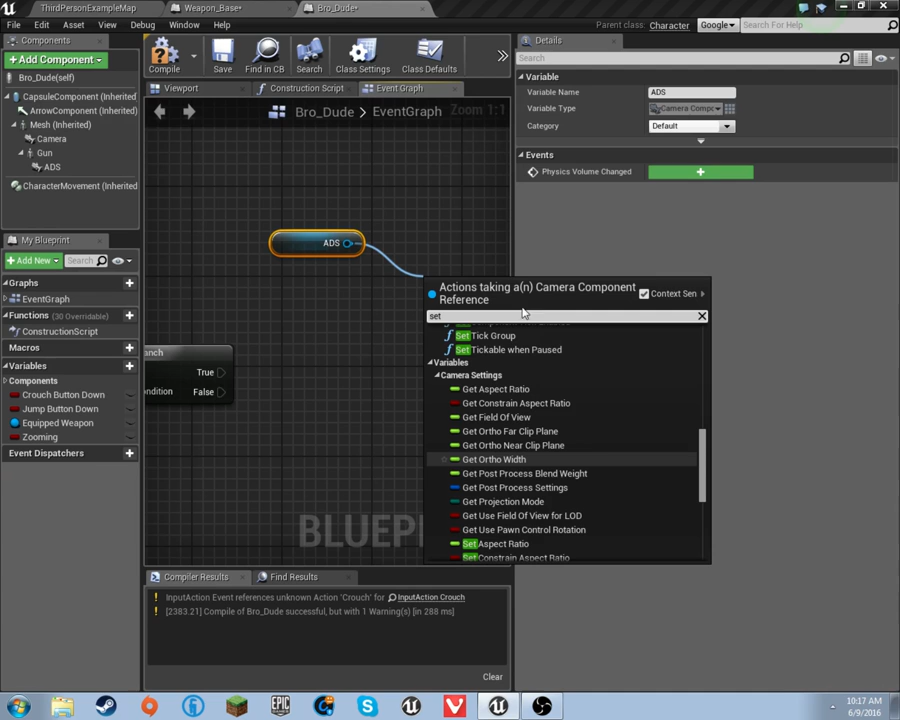 ThirdPersonExampleMap
Weapon_Base*
Bro_Dude*
File Edit Asset View Debug Window Help
Parent class: Character
Google
Search For Help
Components
+ Add Component
Bro_Dude(self)
CapsuleComponent (Inherited)
ArrowComponent (Inherited)
Mesh (Inherited)
Camera
Gun
ADS
CharacterMovement (Inherited)
My Blueprint
Add New
Search
Graphs
EventGraph
Functions (30 Overridable)
ConstructionScript
Macros
Variables
Components
Crouch Button Down
Jump Button Down
Equipped Weapon
Zooming
Event Dispatchers
Compile
Save
Find in CB
Search
Class Settings
Class Defaults
Viewport
Construction Script
Event Graph
Bro_Dude > EventGraph
Zoom 1:1
ADS
anch
True
ondition
False
BLUEP
Actions taking a(n) Camera Component
Reference
Context Sen
set
Set Tick Group
Set Tickable when Paused
Variables
Camera Settings
Get Aspect Ratio
Get Constrain Aspect Ratio
Get Field Of View
Get Ortho Far Clip Plane
Get Ortho Near Clip Plane
Get Ortho Width
Get Post Process Blend Weight
Get Post Process Settings
Get Projection Mode
Get Use Field Of View for LOD
Get Use Pawn Control Rotation
Set Aspect Ratio
Set Constrain Aspect Ratio
Compiler Results
Find Results
InputAction Event references unknown Action 'Crouch' for InputAction Crouch
[2383.21] Compile of Bro_Dude successful, but with 1 Warning(s) [in 288 ms]
Clear
Details
Search
Variable
Variable Name
ADS
Variable Type
Camera Compo
Category
Default
Events
Physics Volume Changed
EPIC
10:17 AM
6/9/2016